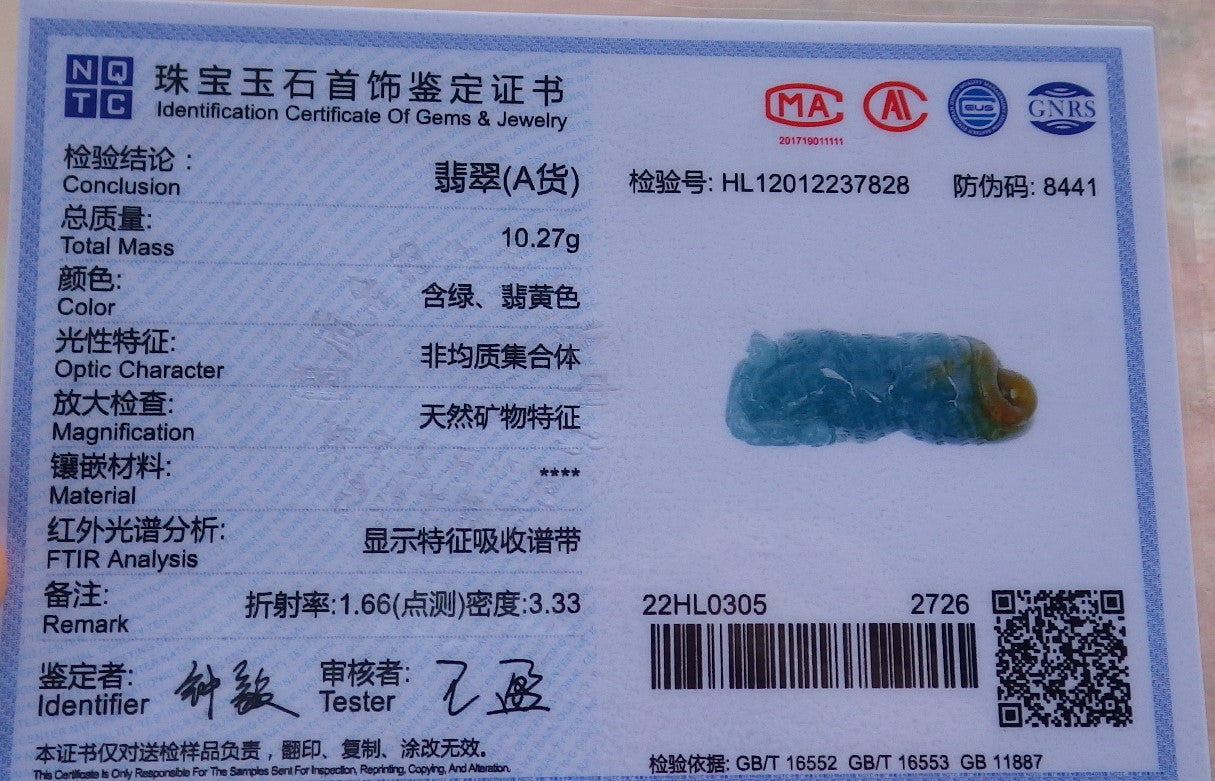 NQTC
珠宝玉石首饰鉴定证书
Identification Certificate Of Gems & Jewelry
MA
201719011111
EUS
GNRS
检验结论：
Conclusion
翡翠(A货)
总质量:
Total Mass
10.27g
颜色:
Color
含绿、翡黄色
光性特征:
Optic Character
非均质集合体
放大检查:
Magnification
天然矿物特征
镶嵌材料:
Material
****
红外光谱分析:
FTIR Analysis
显示特征吸收谱带
备注:
Remark
折射率:1.66(点测)密度:3.33
鉴定者:
Identifier
审核者:
Tester
本证书仅对送检样品负责，翻印、复制、涂改无效。
This Certificate Is Only Responsible For The Samples Sent For Inspection, Reprinting, Copying, And Alteration.
检验号: HL12012237828 防伪码: 8441
22HL0305 2726
检验依据: GB/T 16552 GB/T 16553 GB 11887